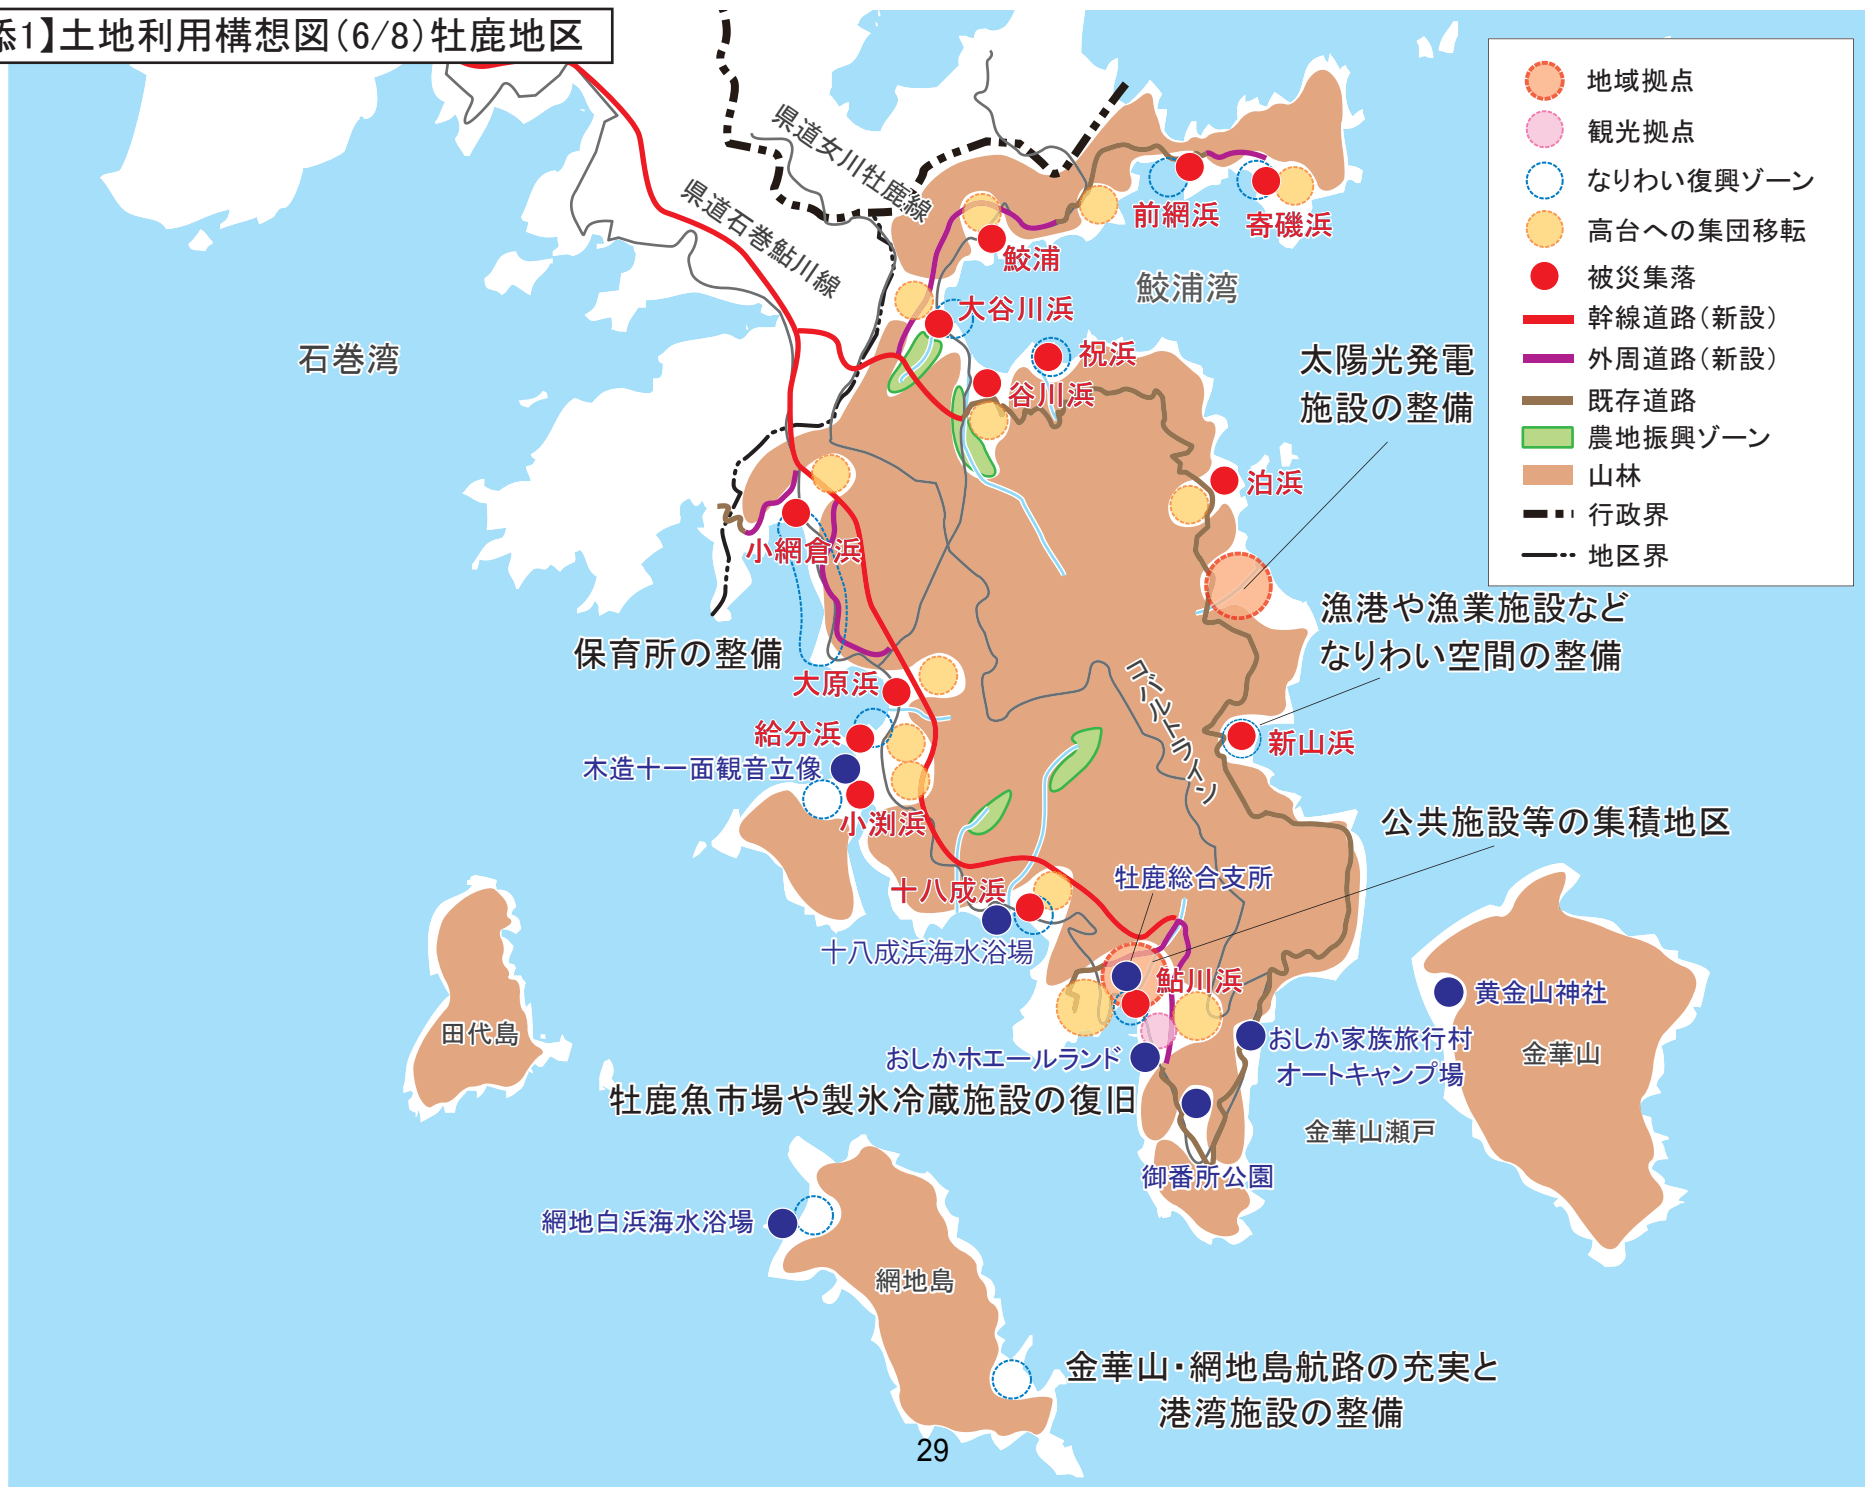 添1】土地利用構想図(6/8)牡鹿地区
地域拠点
観光拠点
なりわい復興ゾーン
高台への集団移転
被災集落
幹線道路(新設)
外周道路(新設)
既存道路
農地振興ゾーン
山林
行政界
地区界
県道女川牡鹿線
県道石巻鮎川線
前網浜
寄磯浜
鮫浦
鮫浦湾
大谷川浜
石巻湾
祝浜
谷川浜
太陽光発電
施設の整備
泊浜
小網倉浜
漁港や漁業施設など
なりわい空間の整備
保育所の整備
大原浜
コバルトライン
給分浜
新山浜
木造十一面観音立像
小渕浜
公共施設等の集積地区
牡鹿総合支所
十八成浜
十八成浜海水浴場
鮎川浜
黄金山神社
田代島
おしかホエールランド
おしか家族旅行村
オートキャンプ場
金華山
牡鹿魚市場や製氷冷蔵施設の復旧
金華山瀬戸
御番所公園
網地白浜海水浴場
網地島
金華山・網地島航路の充実と
港湾施設の整備
29